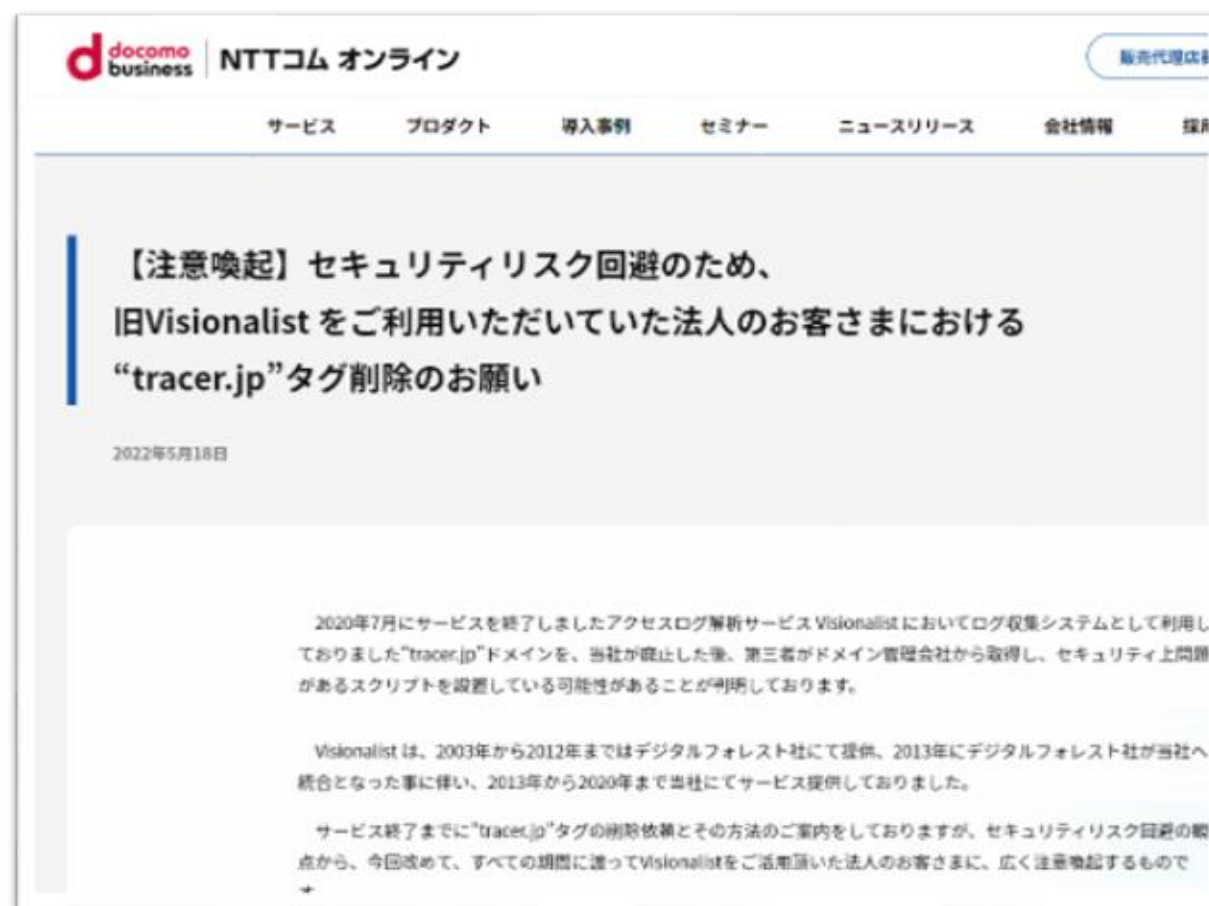 docomo business NTTコム オンライン
販売代理店
サービス プロダクト 導入事例 セミナー ニュースリリース 会社情報 採
【注意喚起】セキュリティリスク回避のため、
旧Visionalist をご利用いただいていた法人のお客さまにおける
“tracer.jp”タグ削除のお願い
2022年5月18日
2020年7月にサービスを終了しましたアクセスログ解析サービス Visionalist においてログ収集システムとして利用し
ておりました"tracer.jp"ドメインを、当社が廃止した後、第三者がドメイン管理会社から取得し、セキュリティ上問題
があるスクリプトを設置している可能性があることが判明しております。
Visionalist は、2003年から2012年まではデジタルフォレスト社にて提供、2013年にデジタルフォレスト社が当社へ
統合となった事に伴い、2013年から2020年まで当社にてサービス提供しておりました。
サービス終了までに"tracer.jp"タグの削除依頼とその方法のご案内をしておりますが、セキュリティリスク回避の観
点から、今回改めて、すべての期間に渡ってVisionalistをご活用頂いた法人のお客さまに、広く注意喚起するもので